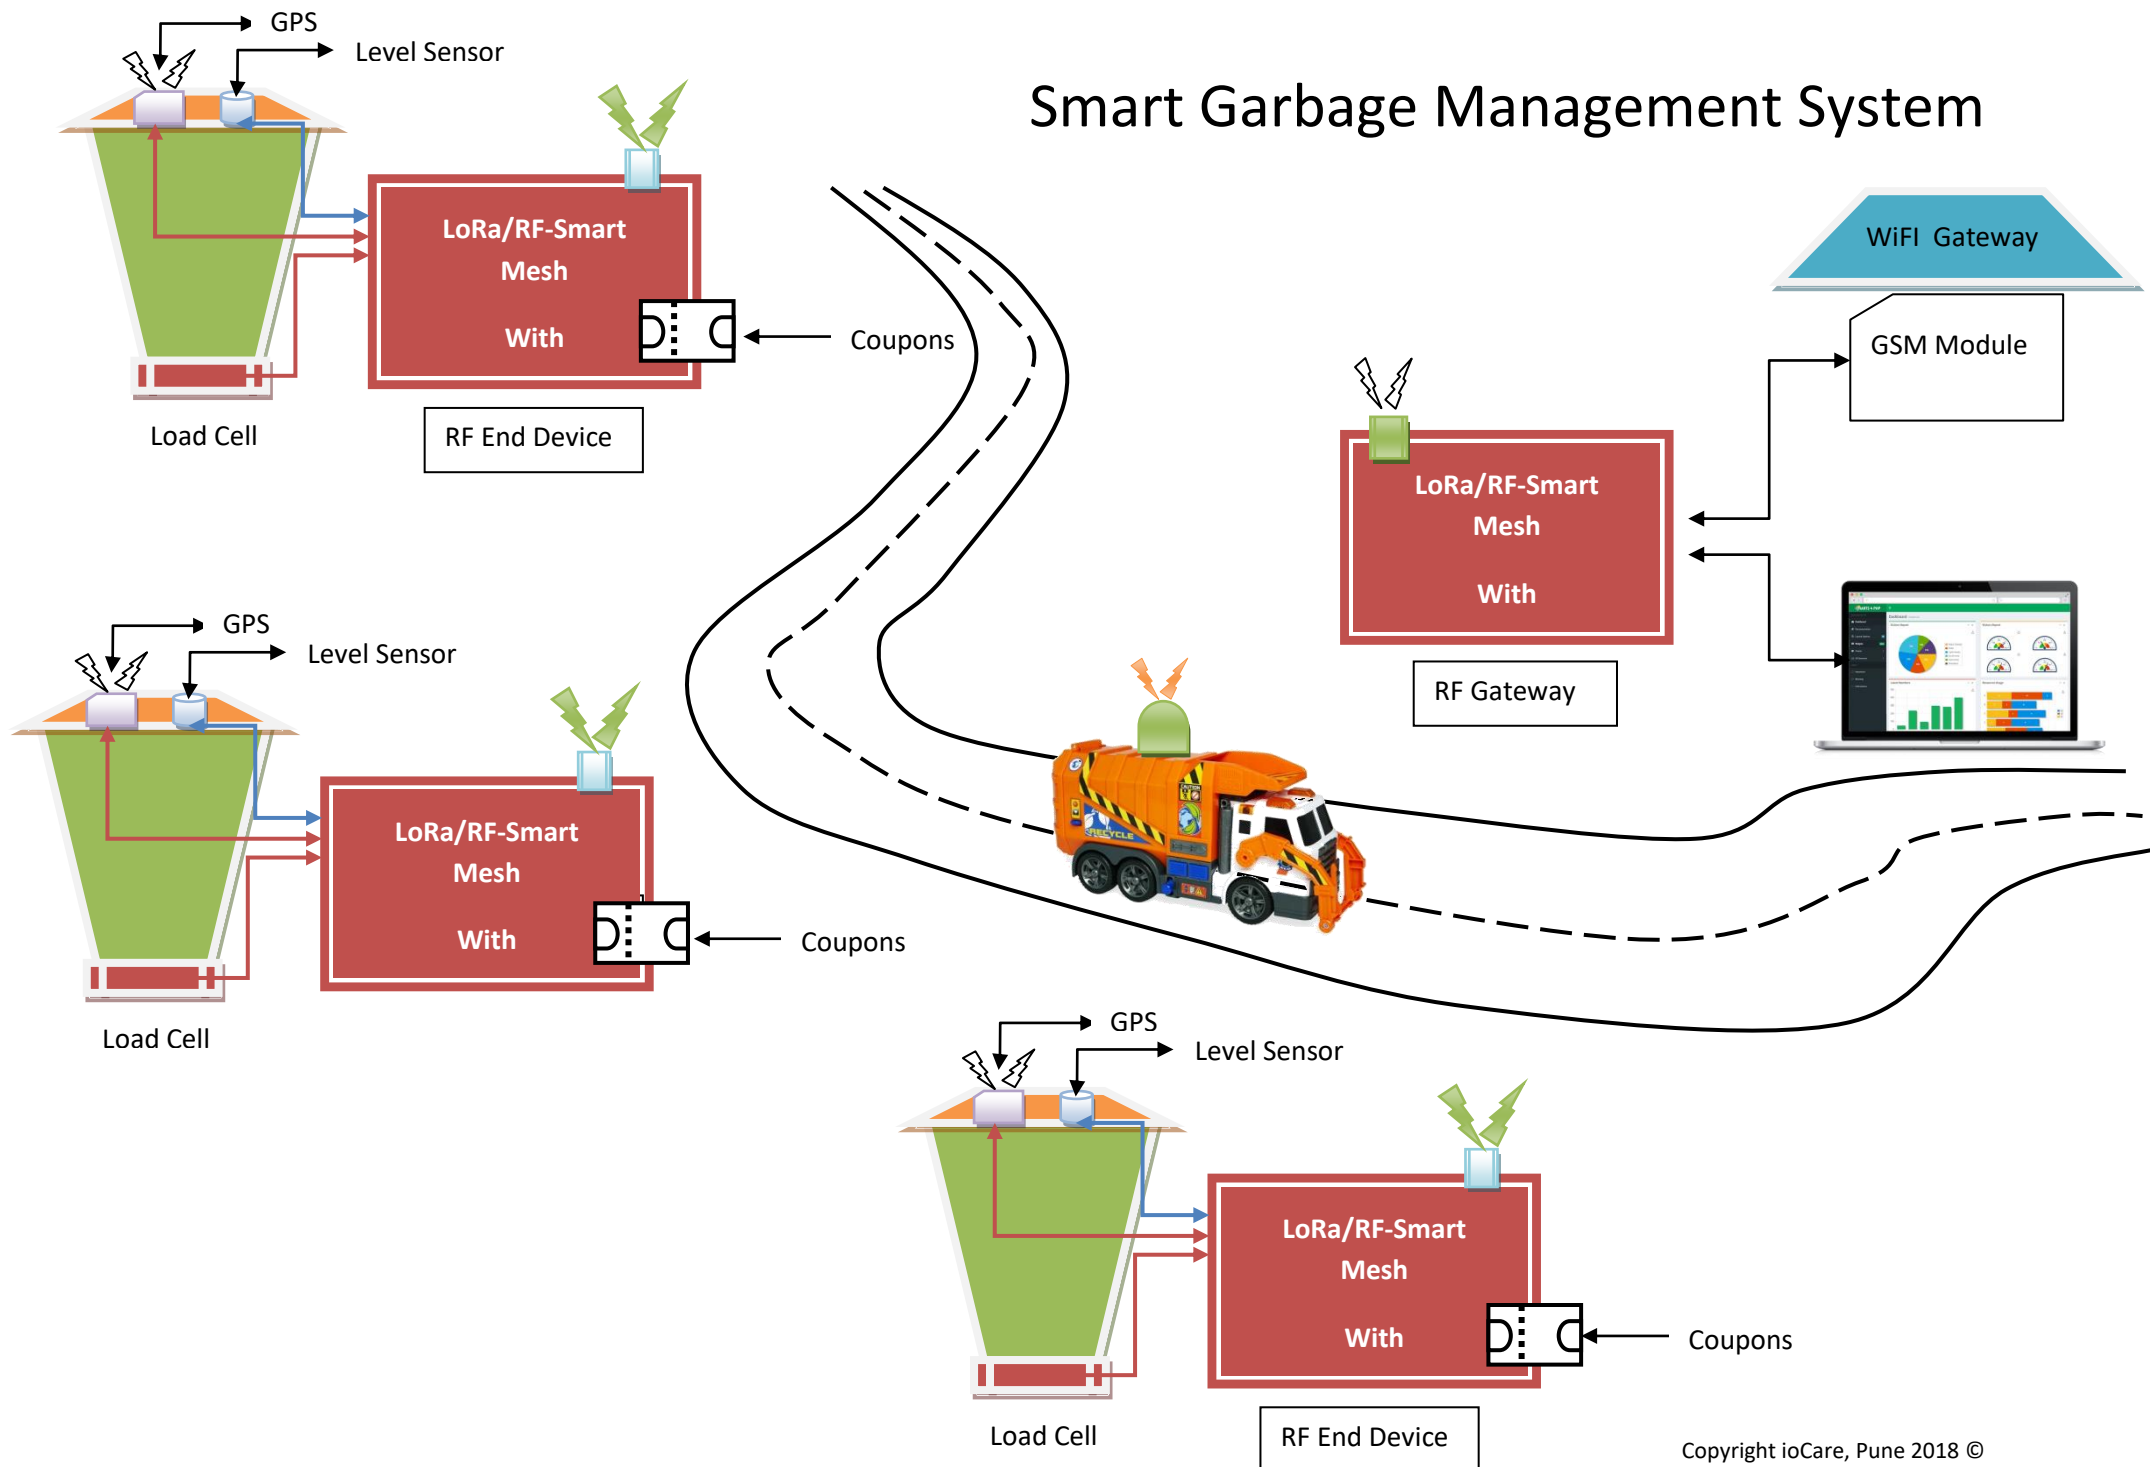 Smart Garbage Management System
GPS
Level Sensor
LoRa/RF-Smart
Mesh
With
Coupons
Load Cell
RF End Device
WiFI  Gateway
GSM Module
LoRa/RF-Smart
Mesh
With
RF Gateway
GPS
Level Sensor
LoRa/RF-Smart
Mesh
With
Coupons
Load Cell
RECYCLE
CAUTION
GPS
Level Sensor
LoRa/RF-Smart
Mesh
With
Coupons
Load Cell
RF End Device
Copyright ioCare, Pune 2018 ©